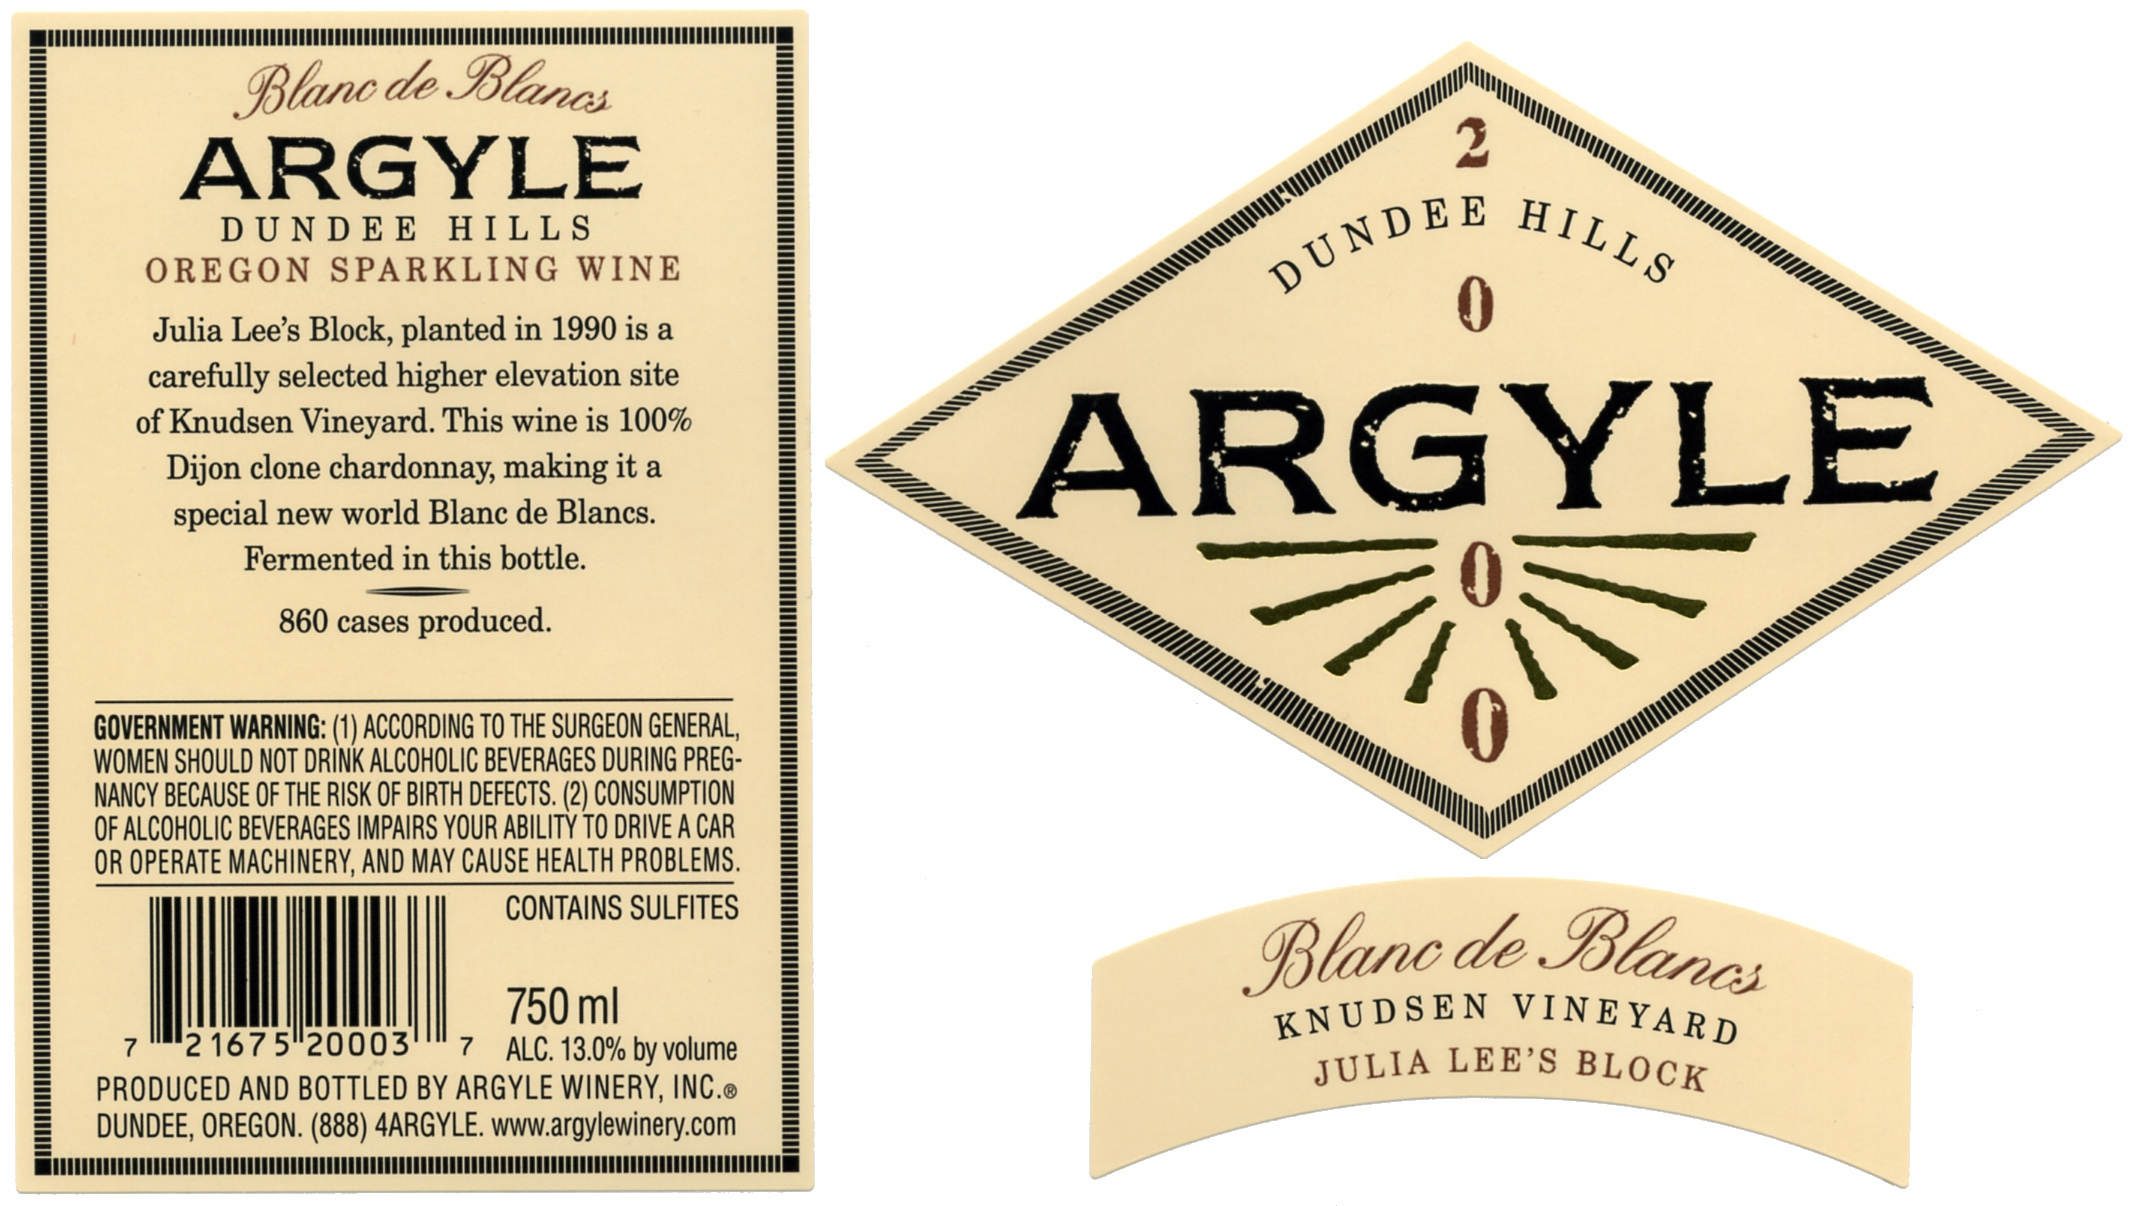 Blanc de Blancs
ARGYLE
DUNDEE HILLS
OREGON SPARKLING WINE
Julia Lee's Block, planted in 1990 is a
carefully selected higher elevation site
of Knudsen Vineyard. This wine is 100%
Dijon clone chardonnay, making it a
special new world Blanc de Blancs.
Fermented in this bottle.
860 cases produced.
GOVERNMENT WARNING: (1) ACCORDING TO THE SURGEON GENERAL,
WOMEN SHOULD NOT DRINK ALCOHOLIC BEVERAGES DURING PREG-
NANCY BECAUSE OF THE RISK OF BIRTH DEFECTS. (2) CONSUMPTION
OF ALCOHOLIC BEVERAGES IMPAIRS YOUR ABILITY TO DRIVE A CAR
OR OPERATE MACHINERY, AND MAY CAUSE HEALTH PROBLEMS.
CONTAINS SULFITES
750 ml
7 21675 20003 7
ALC. 13.0% by volume
PRODUCED AND BOTTLED BY ARGYLE WINERY, INC.®
DUNDEE, OREGON. (888) 4ARGYLE. www.argylewinery.com
2
DUNDEE HILLS
0
ARGYLE
0
0
Blanc de Blancs
KNUDSEN VINEYARD
JULIA LEE'S BLOCK